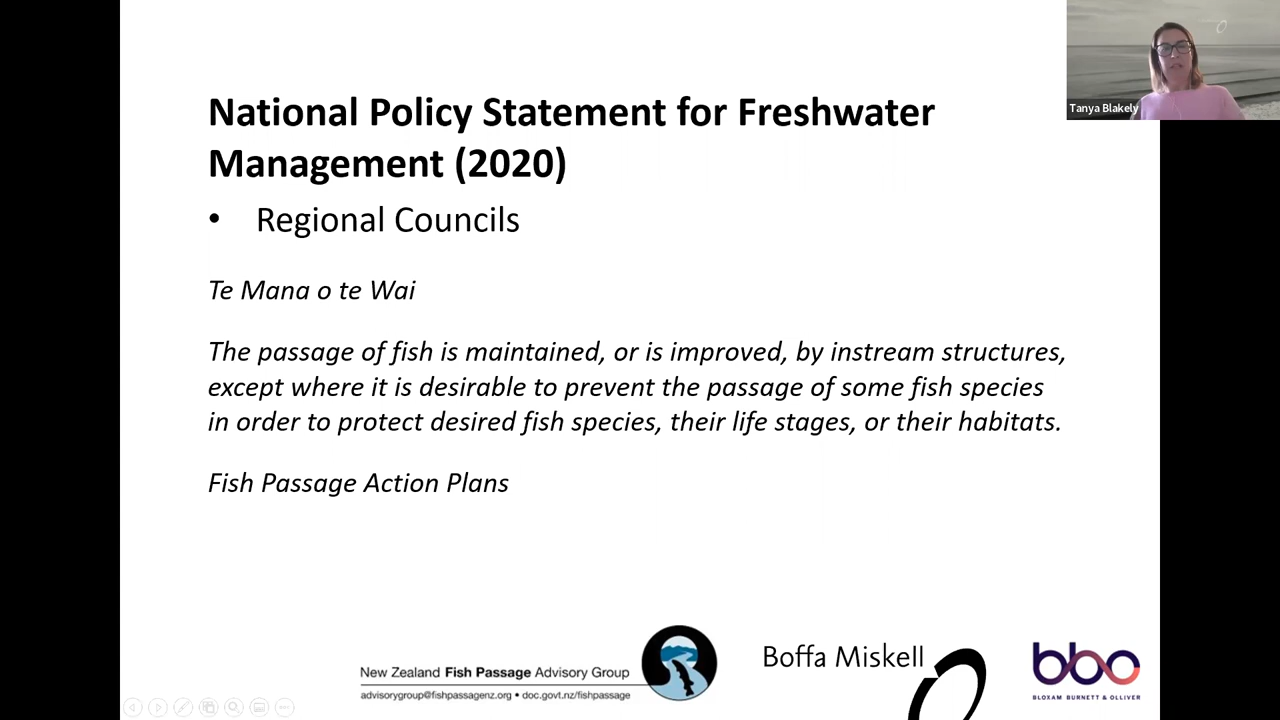 Tanya Blakely
National Policy Statement for Freshwater
Management (2020)
• Regional Councils
Te Mana o te Wai
The passage of fish is maintained, or is improved, by instream structures,
except where it is desirable to prevent the passage of some fish species
in order to protect desired fish species, their life stages, or their habitats.
Fish Passage Action Plans
New Zealand Fish Passage Advisory Group
advisorygroup@fishpassagenz.org • doc.govt.nz/fishpassage
Boffa Miskell
bbo
BLOXAM BURNETT & OLLIVER